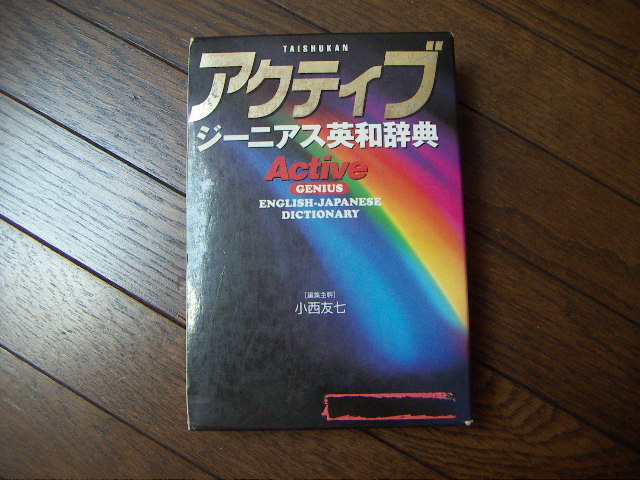 TAISHUKAN
アクティブ
ジーニアス英和辞典
Active
GENIUS
ENGLISH-JAPANESE
DICTIONARY
[編集主幹]
小西友七